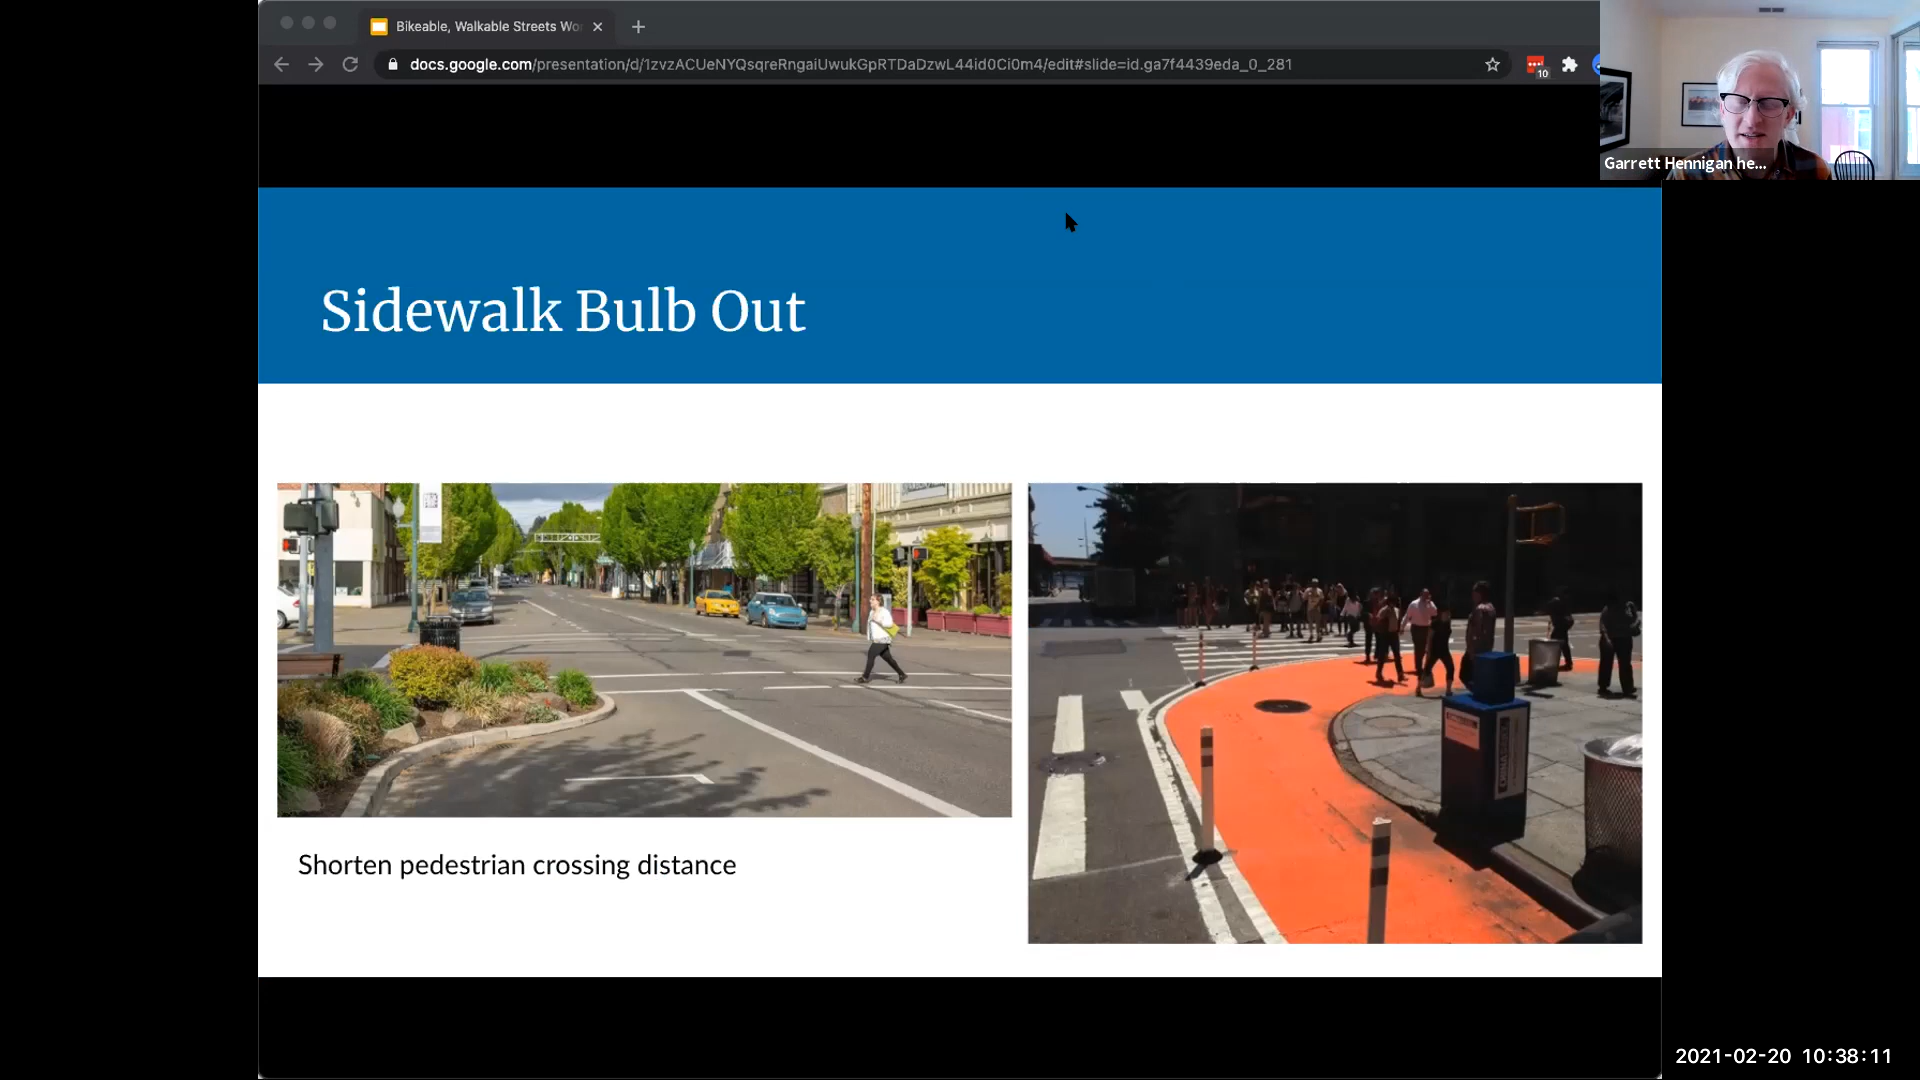 Bikeable, Walkable Streets Wo
docs.google.com/presentation/d/1zvzACUeNYQsqreRngaiUwukGpRTDaDzwL44id0Ci0m4/edit#slide=id.ga7f4439eda_0_281
10
Garrett Hennigan he...
Sidewalk Bulb Out
Shorten pedestrian crossing distance
2021-02-20 10:38:11